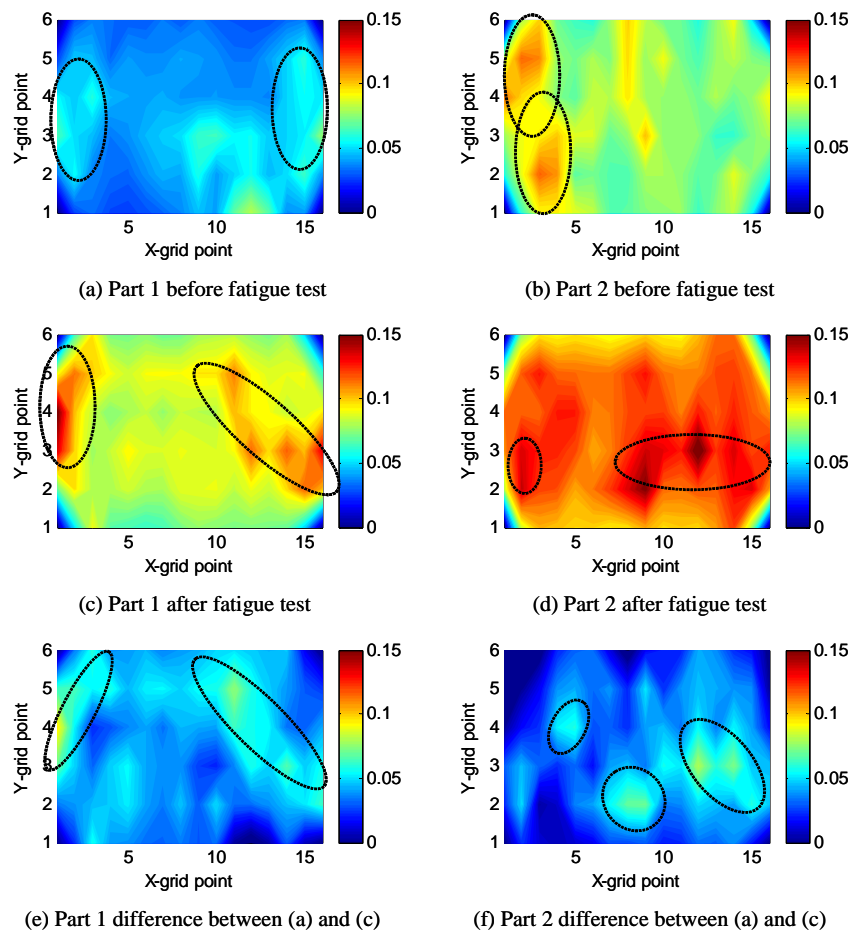 6
5
4
3
2
1
5 10 15
Y-grid point
X-grid point
0.15
0.1
0.05
0
(a) Part 1 before fatigue test
6
5
4
3
2
1
5 10 15
Y-grid point
X-grid point
0.15
0.1
0.05
0
(b) Part 2 before fatigue test
6
5
4
3
2
1
5 10 15
Y-grid point
X-grid point
0.15
0.1
0.05
0
(c) Part 1 after fatigue test
6
5
4
3
2
1
5 10 15
Y-grid point
X-grid point
0.15
0.1
0.05
0
(d) Part 2 after fatigue test
6
5
4
3
2
1
5 10 15
Y-grid point
X-grid point
0.15
0.1
0.05
0
(e) Part 1 difference between (a) and (c)
6
5
4
3
2
1
5 10 15
Y-grid point
X-grid point
0.15
0.1
0.05
0
(f) Part 2 difference between (a) and (c)